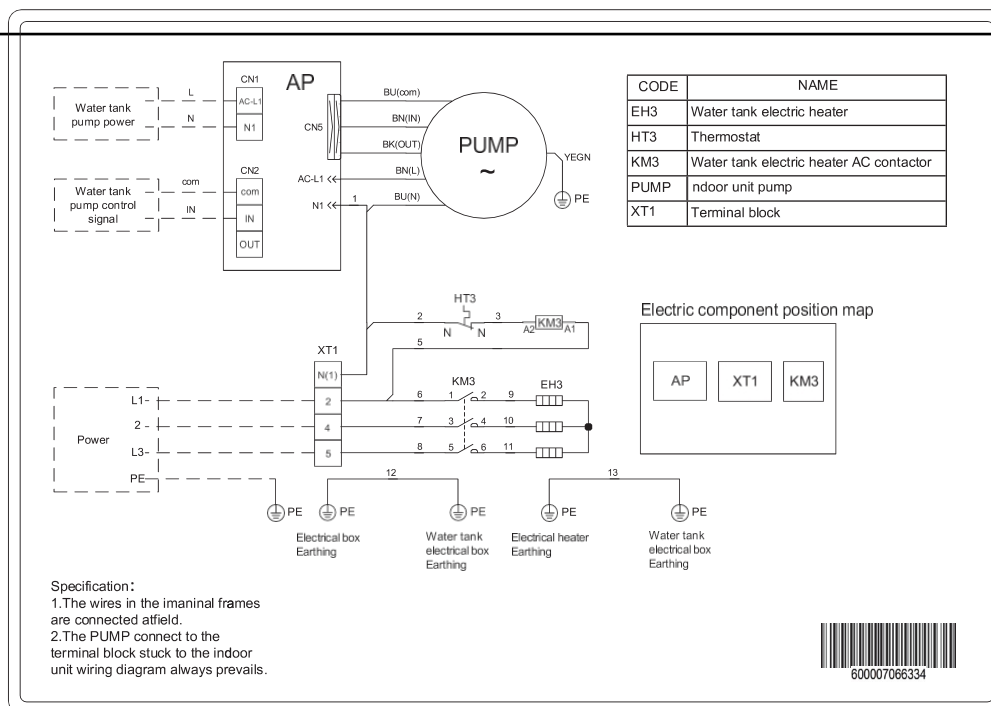 CN1
AP
L
AC-L1
N
N1
Water tank
pump power
CN5
BU(com)
BN(IN)
BK(OUT)
BN(L)
BU(N)
AC-L1
N1
1
PUMP
~
YEGN
PE
CN2
com
com
IN
IN
OUT
Water tank
pump control
signal
CODE NAME
EH3 Water tank electric heater
HT3 Thermostat
KM3 Water tank electric heater AC contactor
PUMP ndoor unit pump
XT1 Terminal block
HT3
2
3
N N
A2 KM3 A1
5
XT1
N(1)
2
4
5
KM3
EH3
6 1 2 9
7 3 4 10
8 5 6 11
Power
L1
2
L3
PE
12
13
PE
PE
PE
PE
PE
Electrical box
Earthing
Water tank
electrical box
Earthing
Electrical heater
Earthing
Water tank
electrical box
Earthing
Electric component position map
AP
XT1
KM3
Specification:
1.The wires in the imaninal frames
are connected atfield.
2.The PUMP connect to the
terminal block stuck to the indoor
unit wiring diagram always prevails.
600007066334